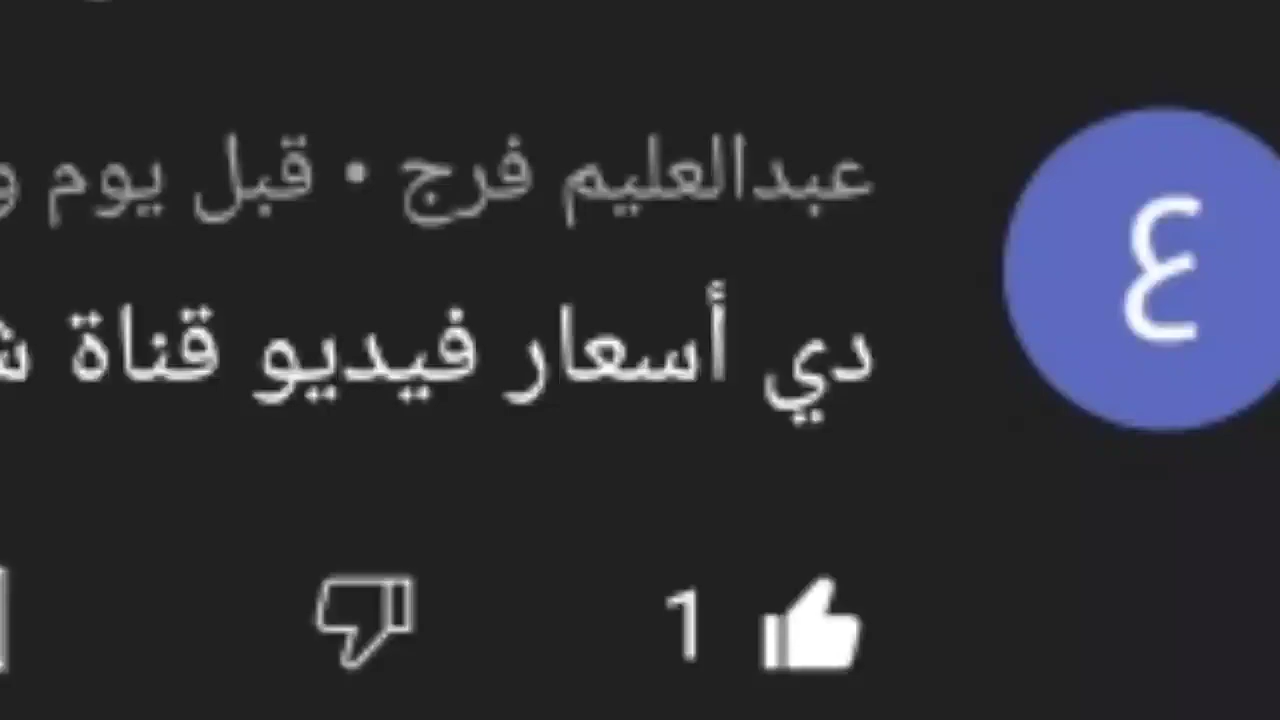 عبدالعليم فرج • قبل يوم
ع
دي أسعار فيديو قناة
1